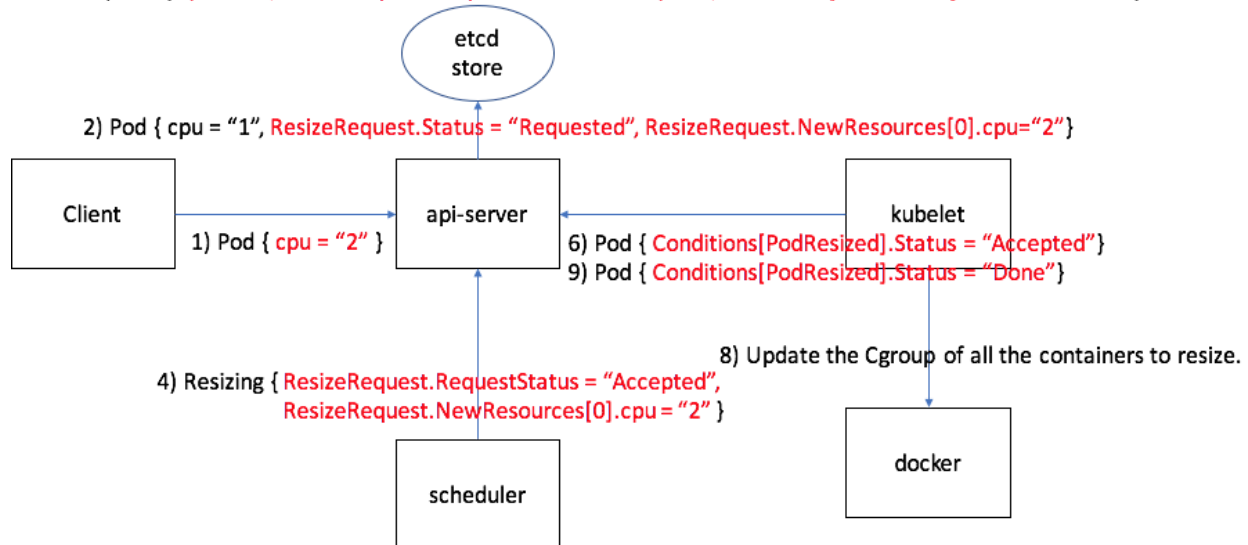 etcd
store
2) Pod { cpu = “1”, ResizeRequest.Status = “Requested”, ResizeRequest.NewResources[0].cpu=“2”}
Client
api-server
kubelet
1) Pod { cpu = “2” }
6) Pod { Conditions[PodResized].Status = “Accepted”}
9) Pod { Conditions[PodResized].Status = “Done”}
8) Update the Cgroup of all the containers to resize.
4) Resizing { ResizeRequest.RequestStatus = “Accepted”,
ResizeRequest.NewResources[0].cpu = “2” }
docker
scheduler